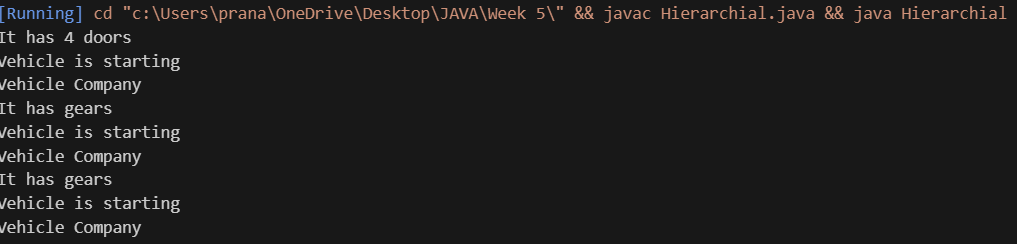 [Running] cd "c:\Users\prana\OneDrive\Desktop\JAVA\Week 5\" && javac Hierarchial.java && java Hierarchial
It has 4 doors
Vehicle is starting
Vehicle Company
It has gears
Vehicle is starting
Vehicle Company
It has gears
Vehicle is starting
Vehicle Company